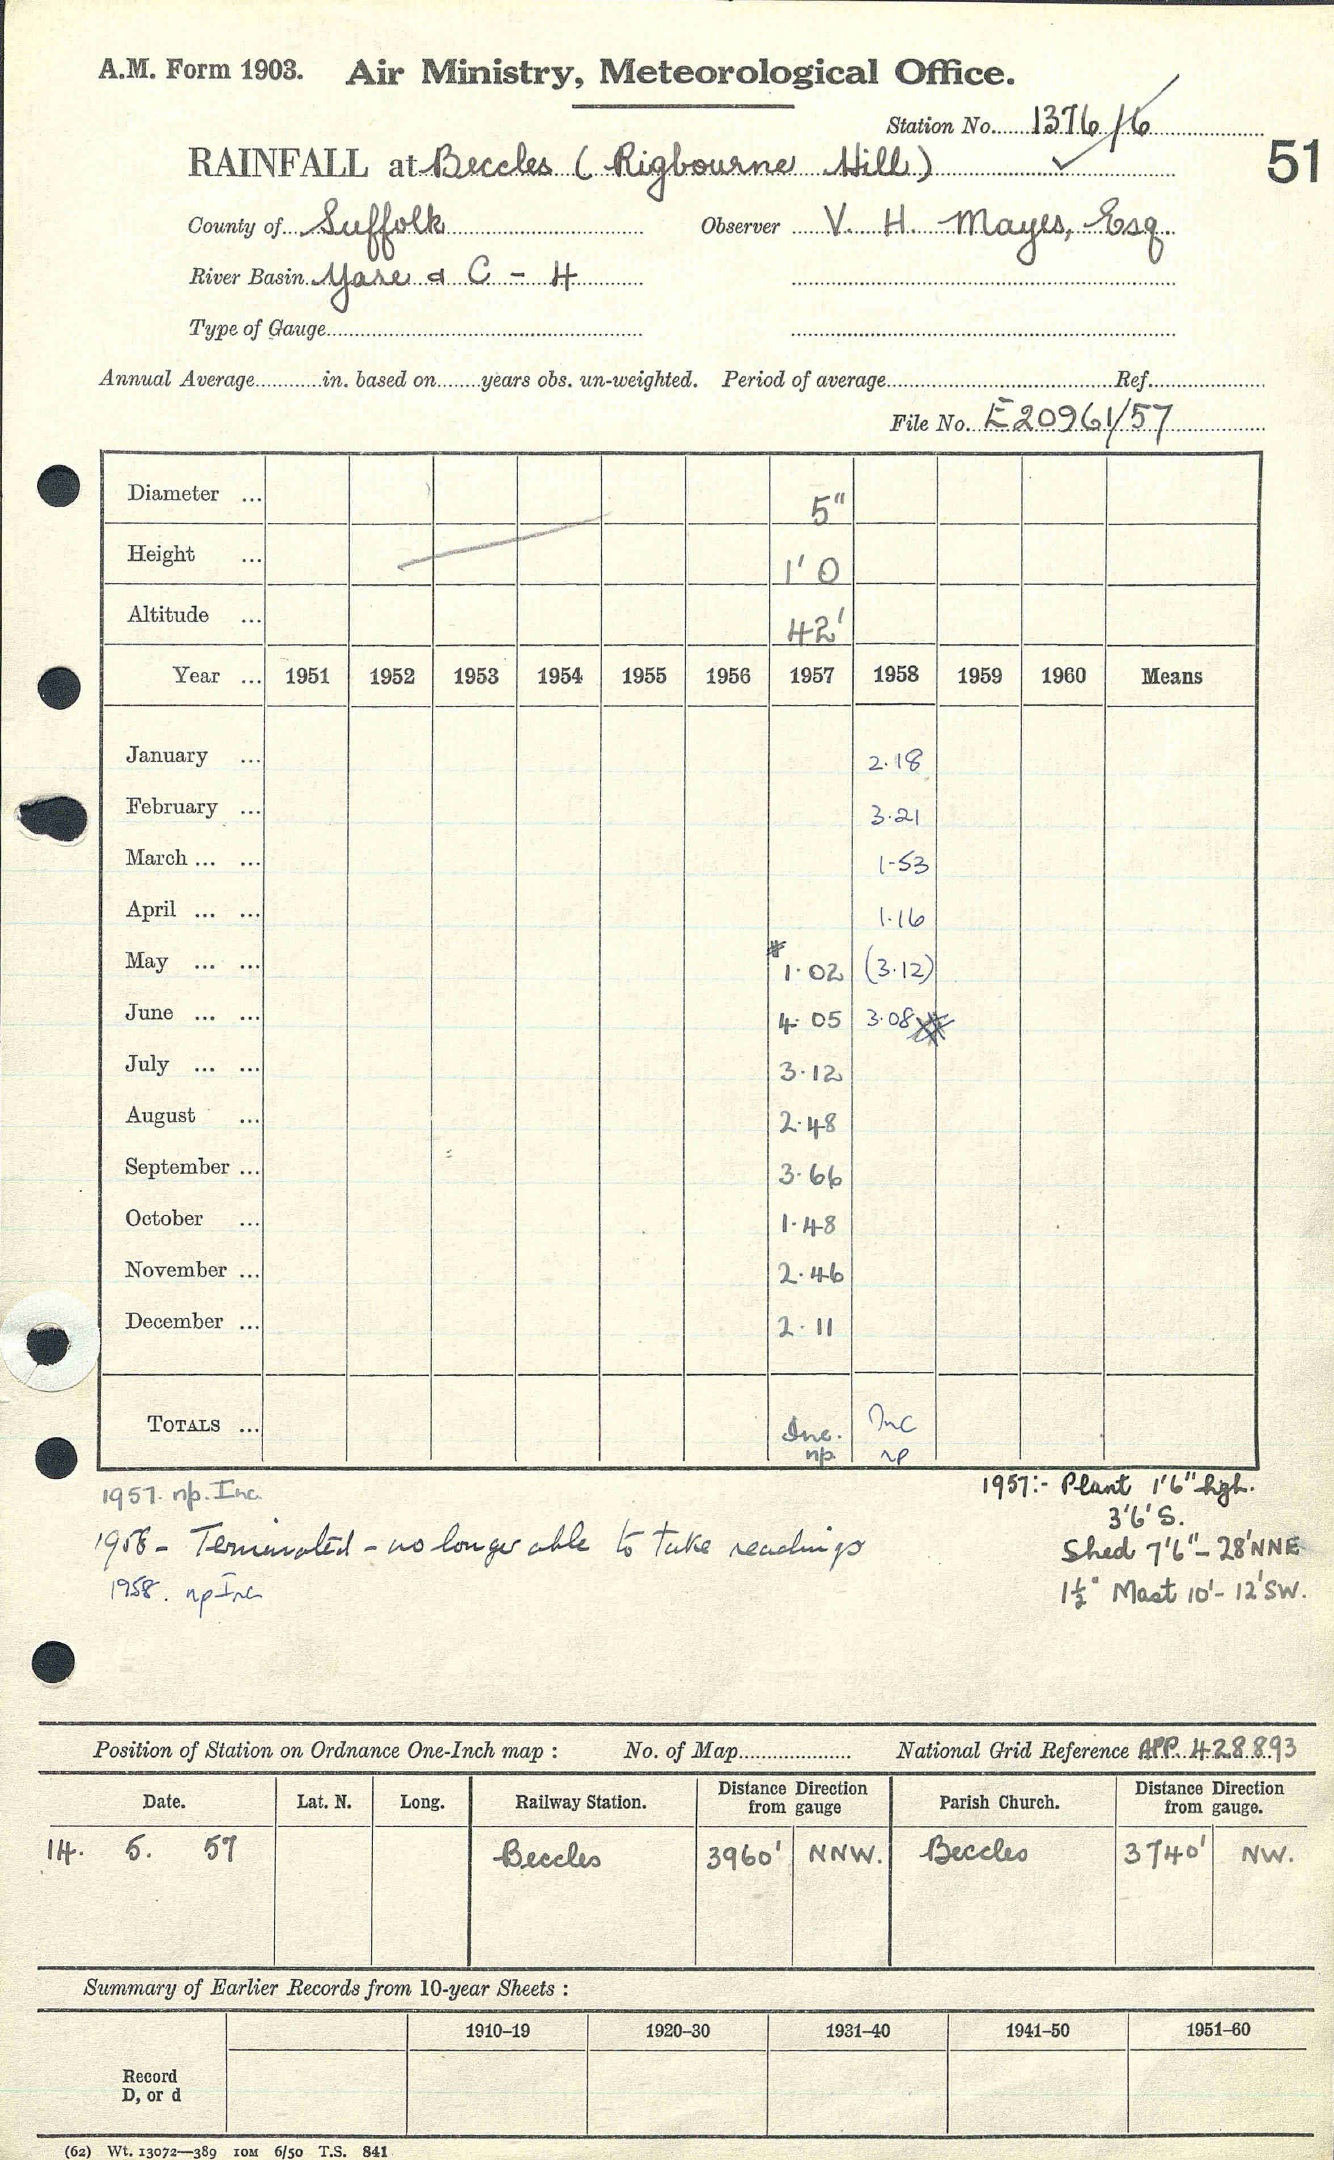 A.M. Form 1903. Air Ministry, Meteorological Office.
Station No. 1376/6
RAINFALL at Beccles (Rigbourne Hill)
51
County of Suffolk Observer V. H. Mayes, Esq.
River Basin Yare & C - 4
Type of Gauge
Annual Average in. based on years obs. un-weighted. Period of average Ref.
File No. E20961/57
Diameter ... 5"
Height ... 1' 0
Altitude ... 42'
Year ... 1951 1952 1953 1954 1955 1956 1957 1958 1959 1960 Means
January ... 2.18
February ... 3.21
March ... ... 1.53
April ... ... 1.16
May ... ... # 1.02 (3.12)
June ... ... 4.05 3.08
July ... ... 3.12
August ... 2.48
September ... 3.66
October ... 1.48
November ... 2.46
December ... 2.11
TOTALS ... Inc. np. Inc np
1957. np. Inc.
1957:- Plant 1'6" high.
3'6' S.
1958 - Terminated - no longer able to take readings
Shed 7'6" - 28' NNE
1958. np Inc
1½" Mast 10' - 12' SW.
Position of Station on Ordnance One-Inch map : No. of Map National Grid Reference APP. 428893
Date. Lat. N. Long. Railway Station. Distance Direction from gauge Parish Church. Distance Direction from gauge.
14. 5. 57 Beccles 3960' NNW. Beccles 3740' NW.
Summary of Earlier Records from 10-year Sheets :
1910–19 1920–30 1931–40 1941–50 1951–60
Record
D, or d
(62) Wt. 13072—389 10M 6/50 T.S. 841